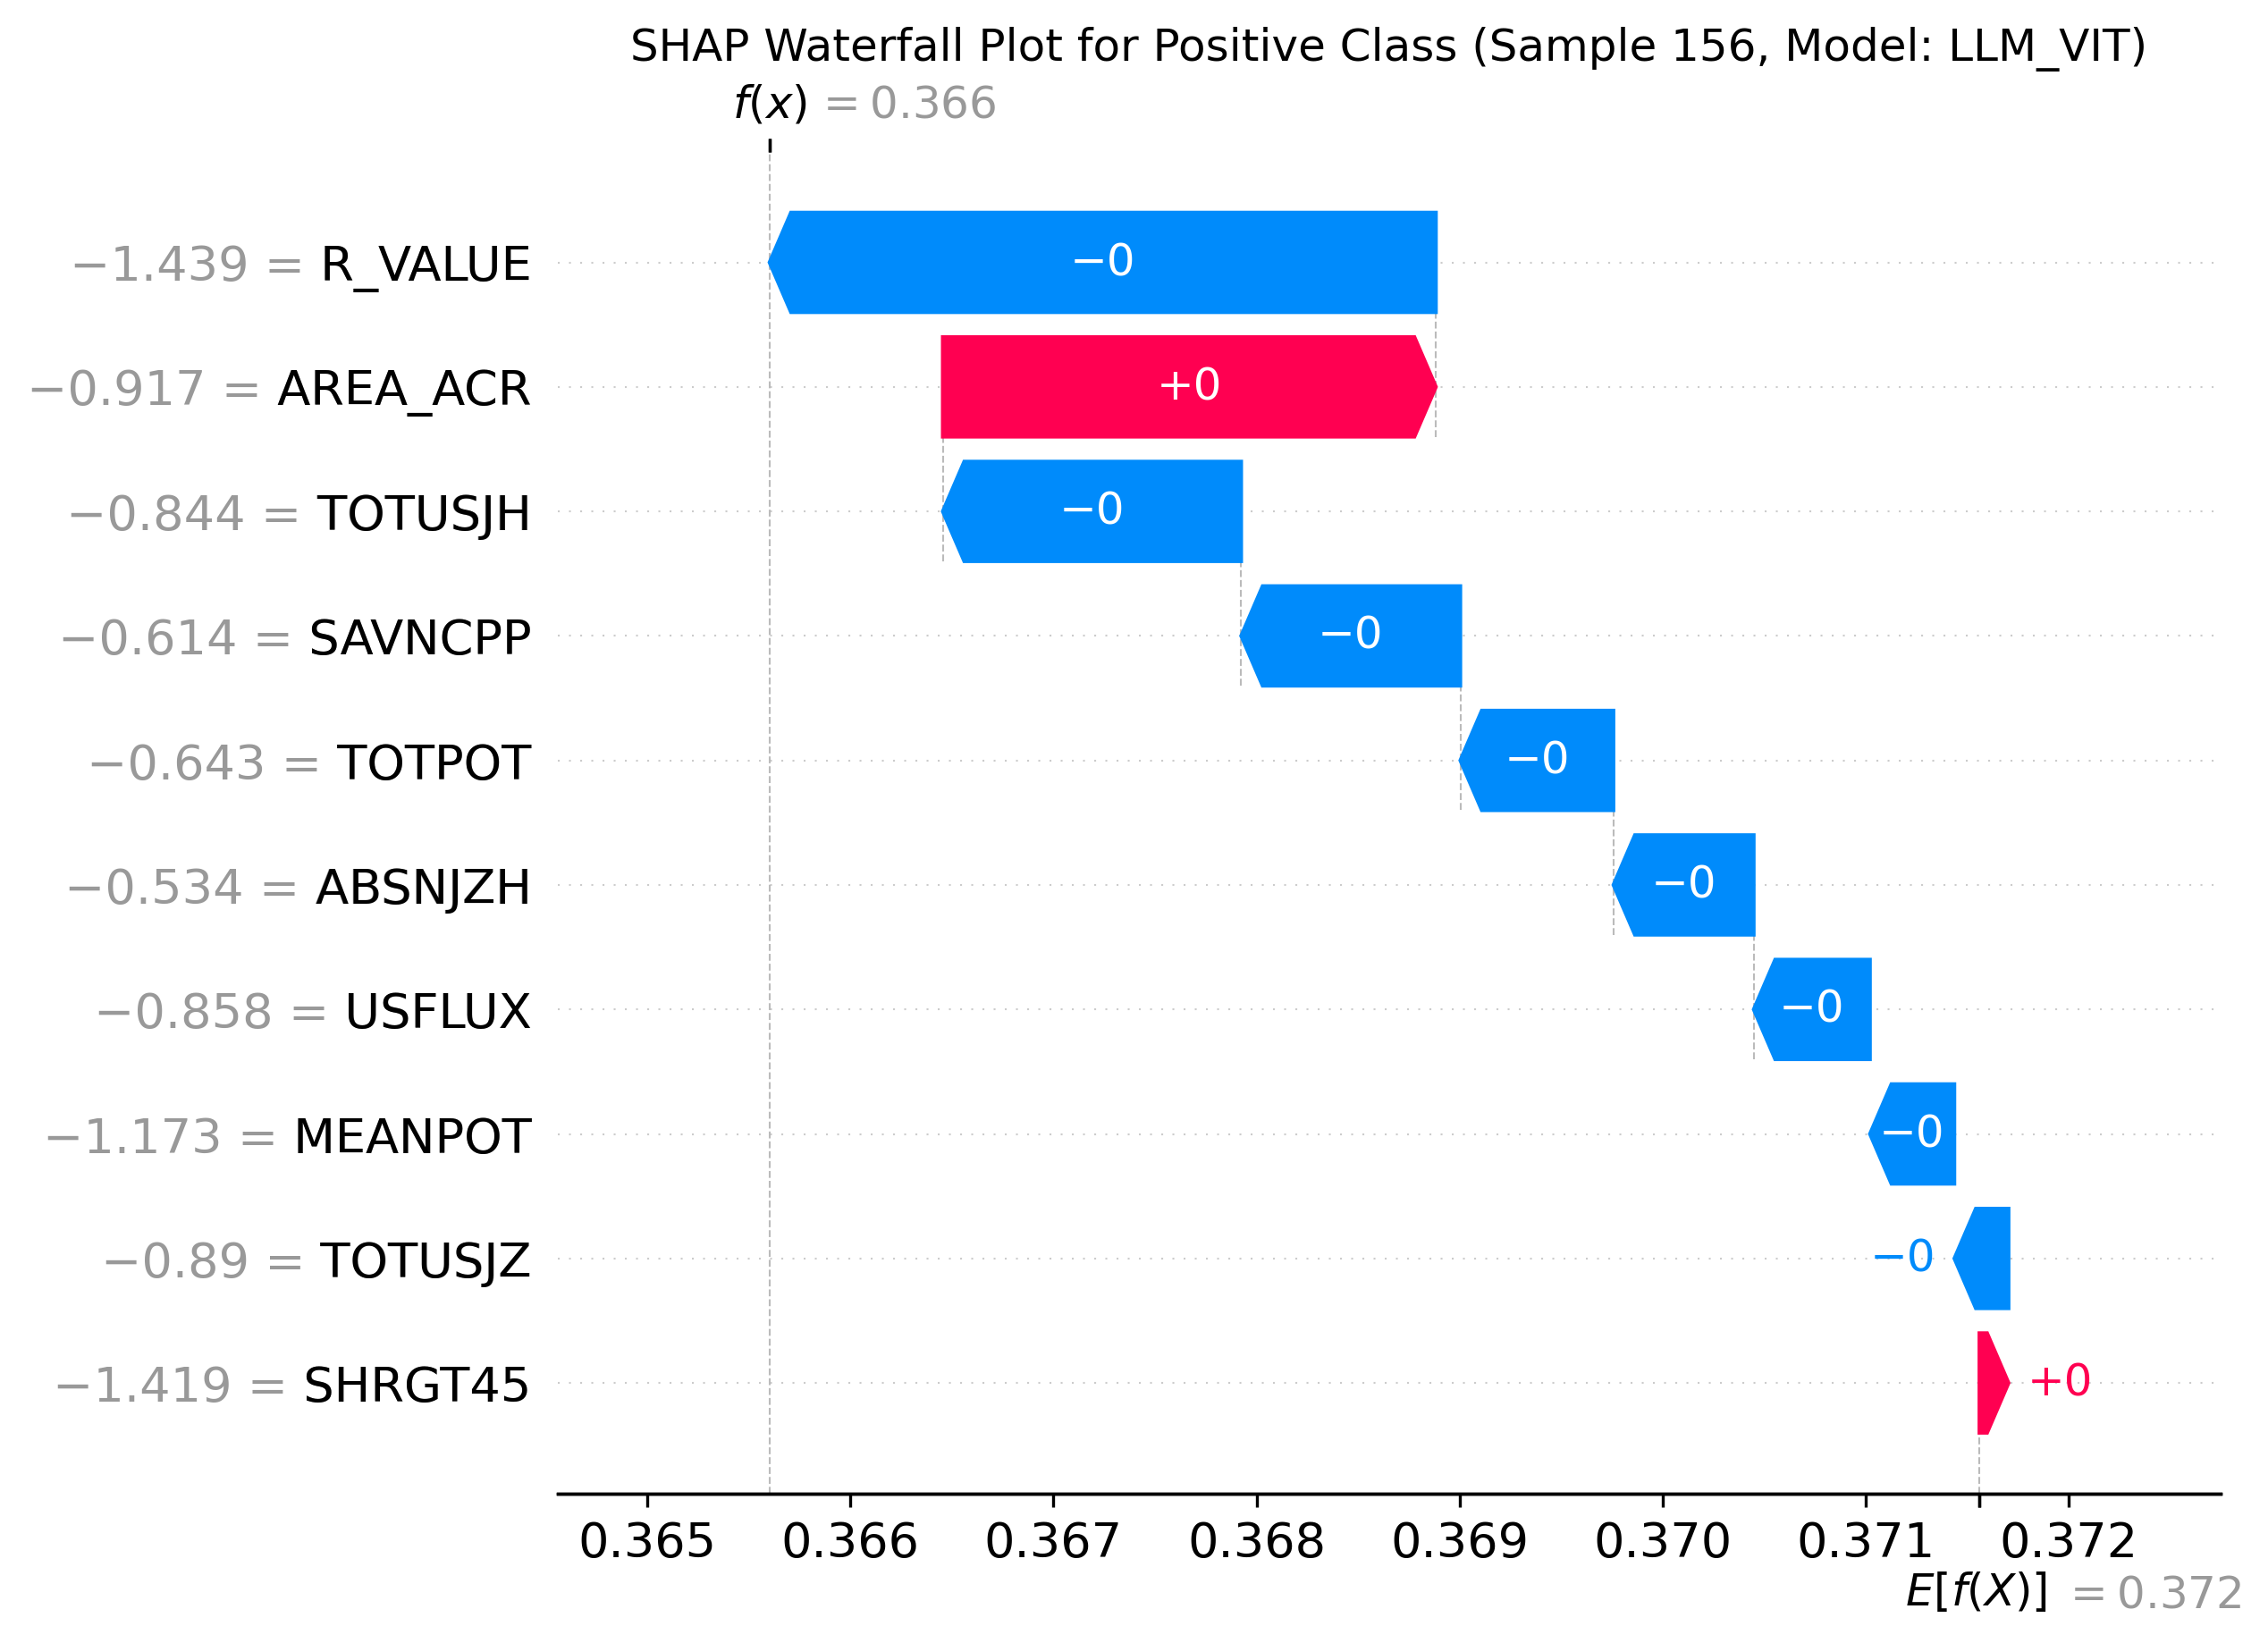 SHAP Waterfall Plot for Positive Class (Sample 156, Model: LLM_VIT)
f(x) = 0.366
−1.439 = R_VALUE −0
−0.917 = AREA_ACR +0
−0.844 = TOTUSJH −0
−0.614 = SAVNCPP −0
−0.643 = TOTPOT −0
−0.534 = ABSNJZH −0
−0.858 = USFLUX −0
−1.173 = MEANPOT −0
−0.89 = TOTUSJZ −0
−1.419 = SHRGT45 +0
0.365 0.366 0.367 0.368 0.369 0.370 0.371 0.372
E[f(X)] = 0.372